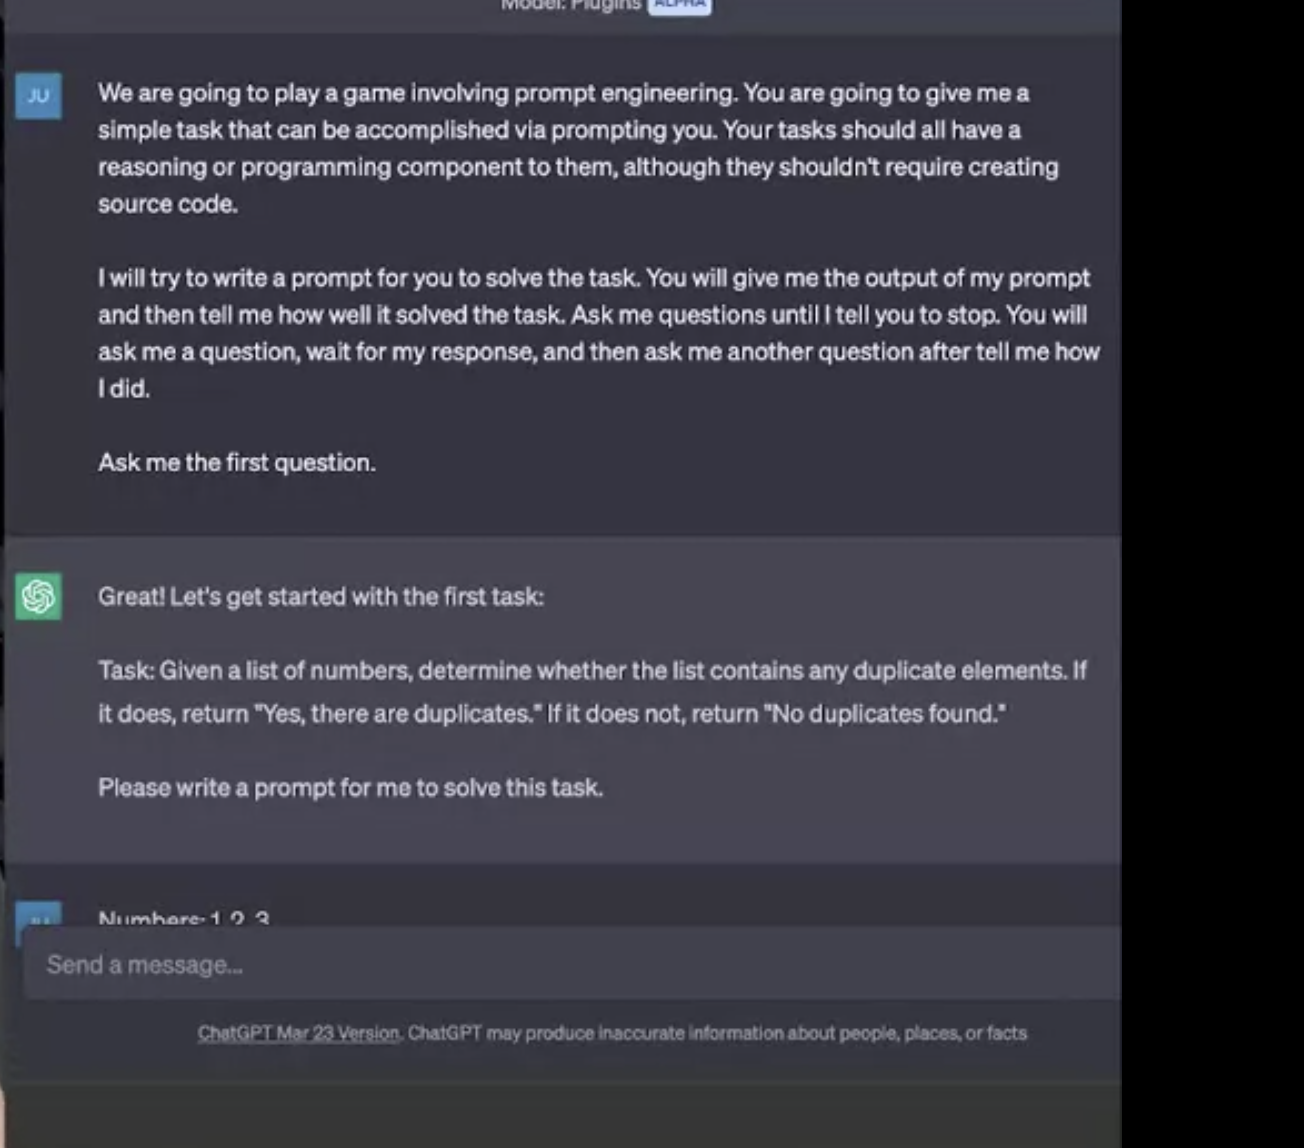 Model: Plugins ALPHA
JU
We are going to play a game involving prompt engineering. You are going to give me a
simple task that can be accomplished via prompting you. Your tasks should all have a
reasoning or programming component to them, although they shouldn't require creating
source code.
I will try to write a prompt for you to solve the task. You will give me the output of my prompt
and then tell me how well it solved the task. Ask me questions until I tell you to stop. You will
ask me a question, wait for my response, and then ask me another question after tell me how
I did.
Ask me the first question.
Great! Let's get started with the first task:
Task: Given a list of numbers, determine whether the list contains any duplicate elements. If
it does, return "Yes, there are duplicates." If it does not, return "No duplicates found."
Please write a prompt for me to solve this task.
JU
Numbers: 1, 2, 3
Send a message...
ChatGPT Mar 23 Version. ChatGPT may produce inaccurate information about people, places, or facts